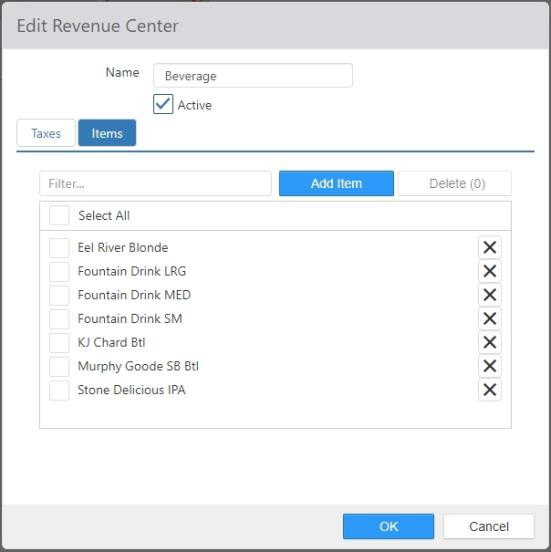 Edit Revenue Center
Name Beverage
Active
Taxes Items
Filter... Add Item Delete (0)
Select All
Eel River Blonde
Fountain Drink LRG
Fountain Drink MED
Fountain Drink SM
KJ Chard Btl
Murphy Goode SB Btl
Stone Delicious IPA
OK Cancel